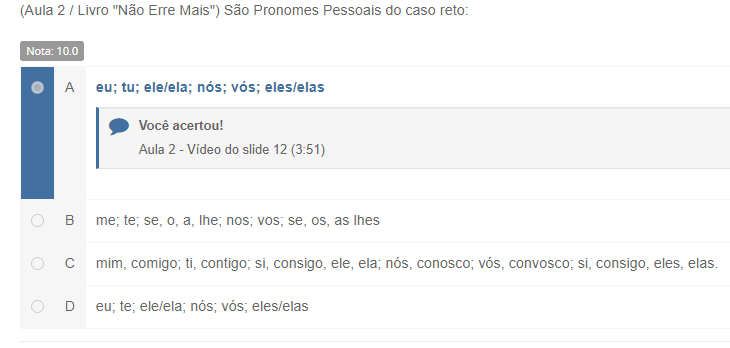 (Aula 2 / Livro "Não Erre Mais") São Pronomes Pessoais do caso reto:
Nota: 10.0
A eu; tu; ele/ela; nós; vós; eles/elas
Você acertou!
Aula 2 - Vídeo do slide 12 (3:51)
B me; te; se, o, a, lhe; nos; vos; se, os, as lhes
C mim, comigo; ti, contigo; si, consigo, ele, ela; nós, conosco; vós, convosco; si, consigo, eles, elas.
D eu; te; ele/ela; nós; vós; eles/elas